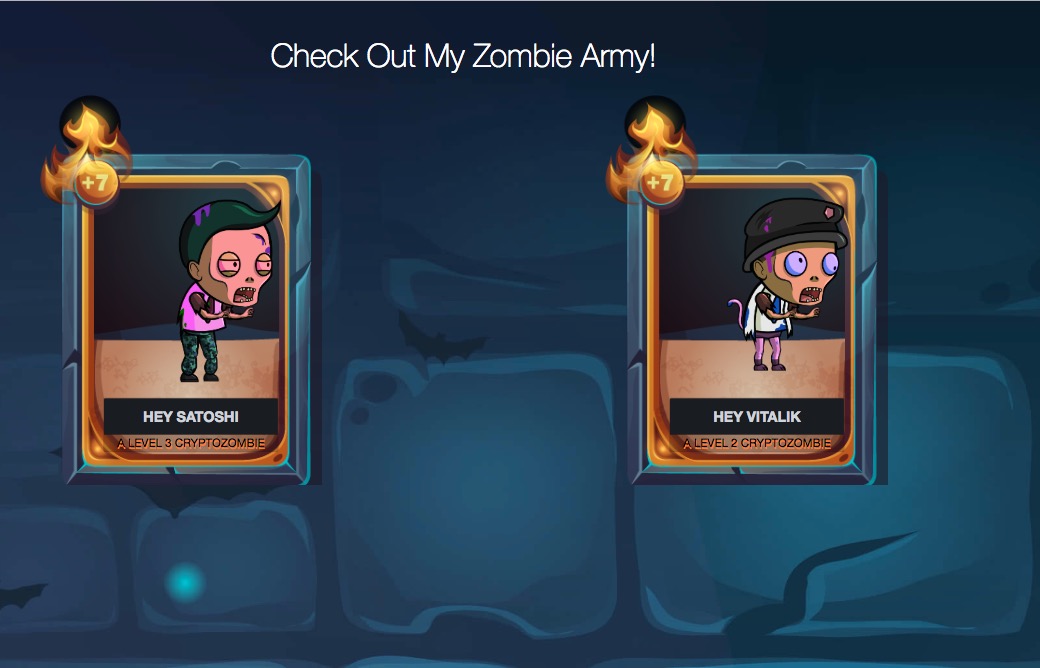 Check Out My Zombie Army!
+7
HEY SATOSHI
A LEVEL 3 CRYPTOZOMBIE
+7
HEY VITALIK
A LEVEL 2 CRYPTOZOMBIE